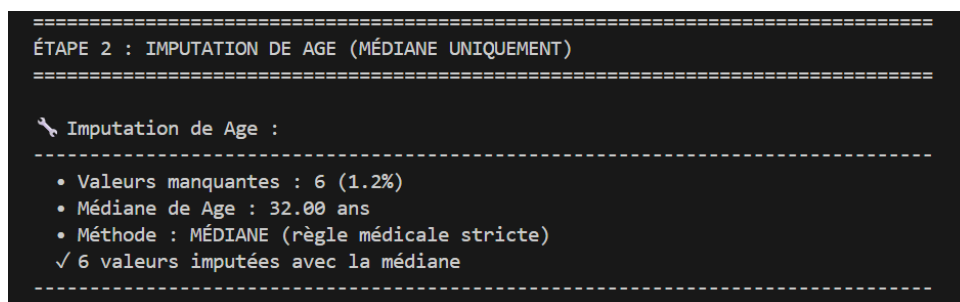 ================================================================================
ÉTAPE 2 : IMPUTATION DE AGE (MÉDIANE UNIQUEMENT)
================================================================================
🔧 Imputation de Age :
--------------------------------------------------------------------------------
• Valeurs manquantes : 6 (1.2%)
• Médiane de Age : 32.00 ans
• Méthode : MÉDIANE (règle médicale stricte)
✓ 6 valeurs imputées avec la médiane
--------------------------------------------------------------------------------